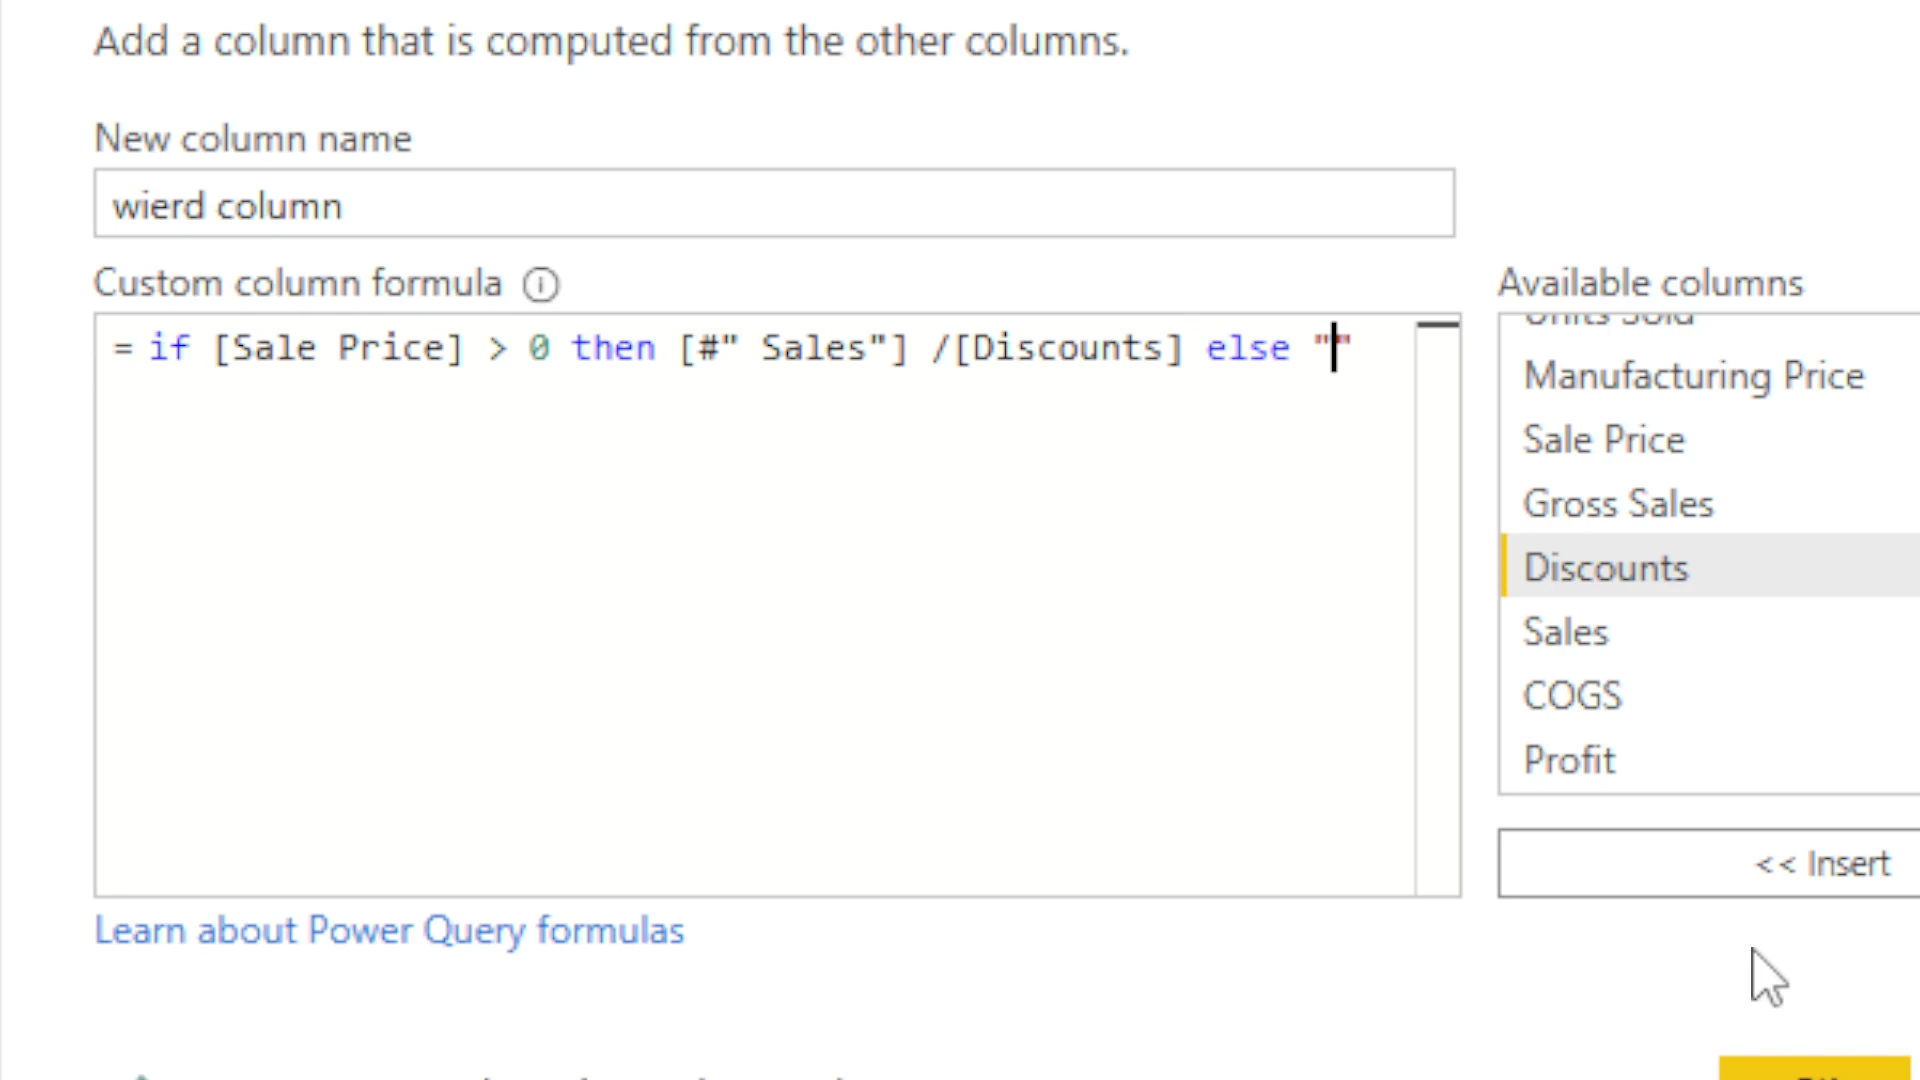 Add a column that is computed from the other columns.
New column name
wierd column
Custom column formula
Available columns
= if [Sale Price] > 0 then [#" Sales"] /[Discounts] else ""
Units Sold
Manufacturing Price
Sale Price
Gross Sales
Discounts
Sales
COGS
Profit
<< Insert
Learn about Power Query formulas